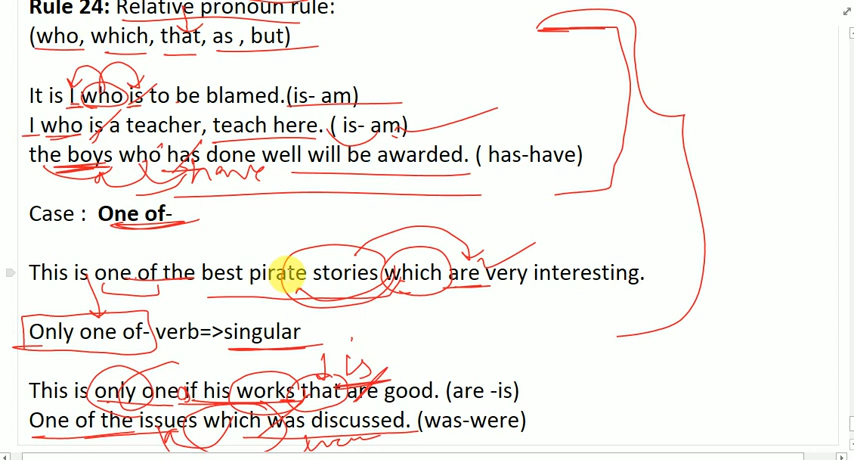 Rule 24: Relative pronoun rule:
(who, which, that, as , but)
It is I who is to be blamed.(is- am)
I who is a teacher, teach here. ( is- am)
the boys who has done well will be awarded. ( has-have)
have
Case : One of-
This is one of the best pirate stories which are very interesting.
Only one of- verb=>singular
is
This is only one if his works that are good. (are -is)
One of the issues which was discussed. (was-were)